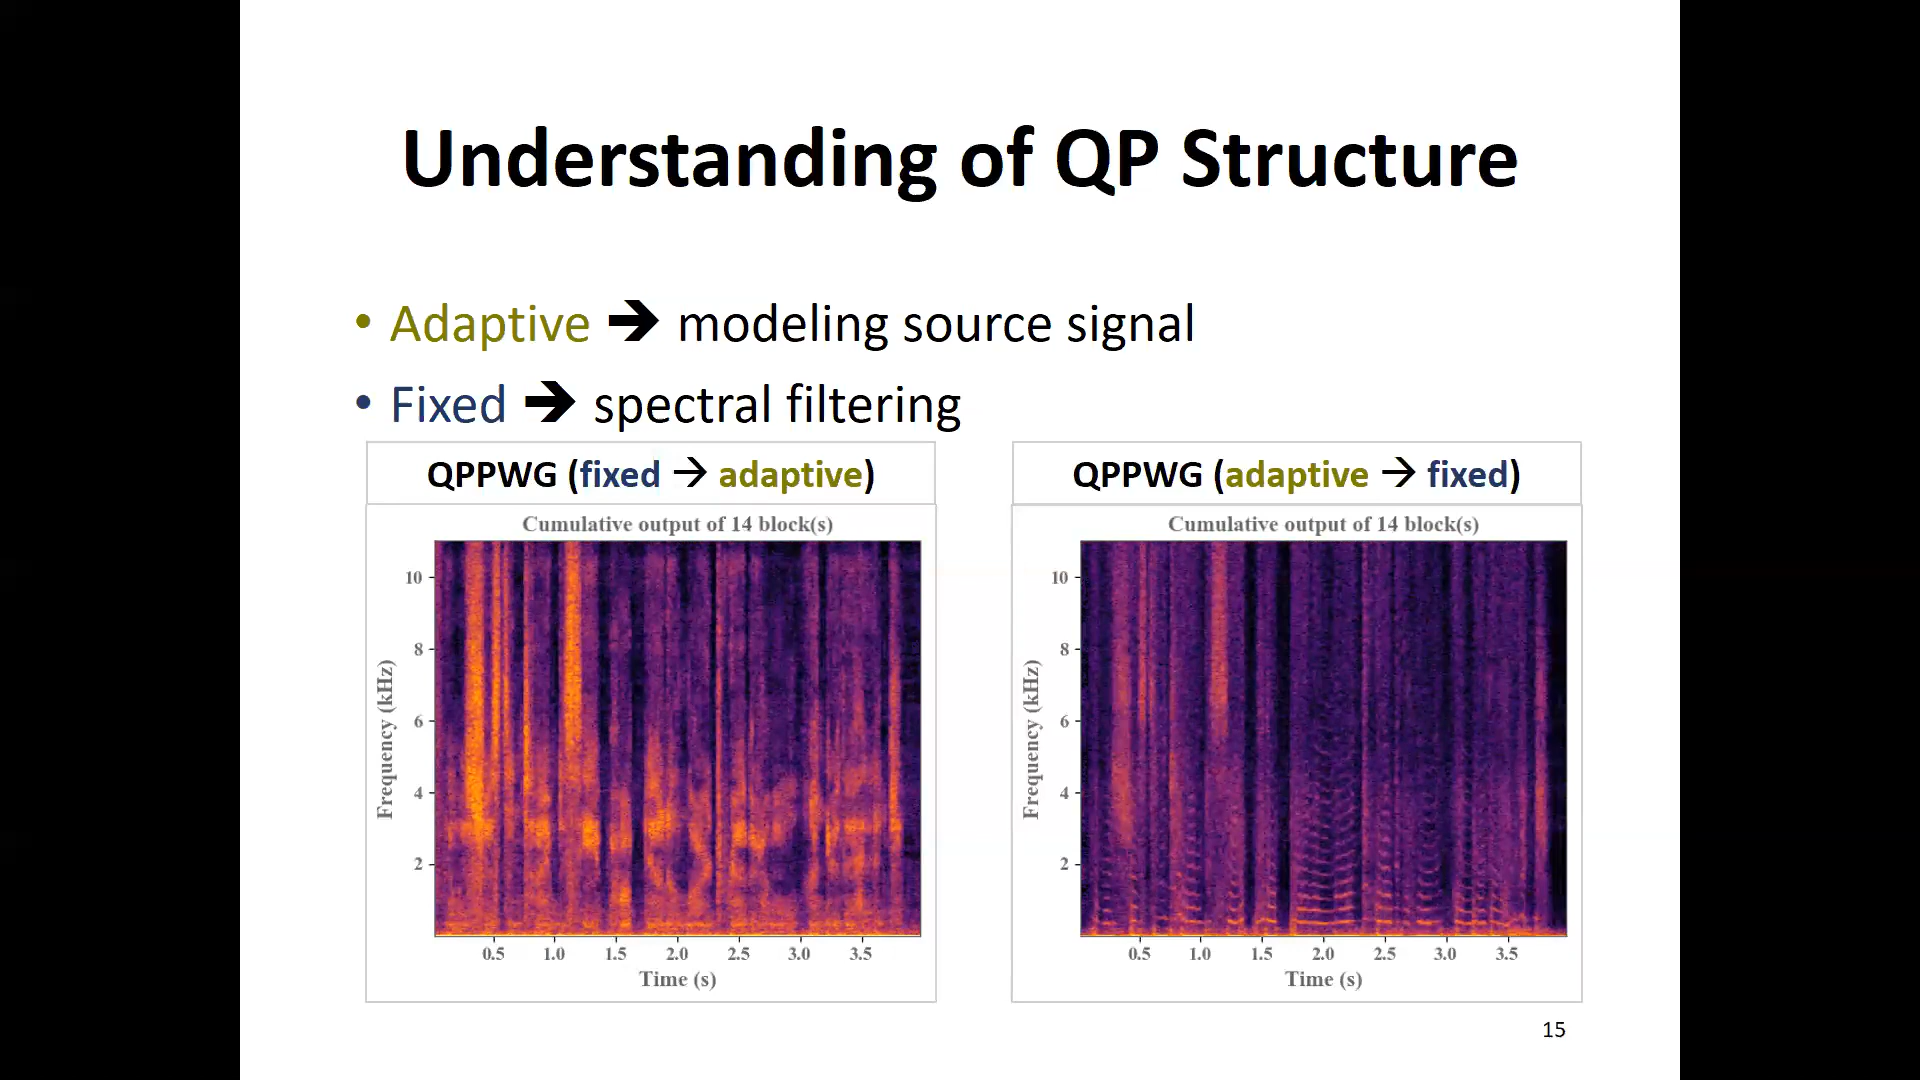 Understanding of QP Structure
• Adaptive ➔ modeling source signal
• Fixed ➔ spectral filtering
QPPWG (fixed → adaptive)
Cumulative output of 14 block(s)
10
8
6
4
2
Frequency (kHz)
0.5 1.0 1.5 2.0 2.5 3.0 3.5
Time (s)
QPPWG (adaptive → fixed)
Cumulative output of 14 block(s)
10
8
6
4
2
Frequency (kHz)
0.5 1.0 1.5 2.0 2.5 3.0 3.5
Time (s)
15